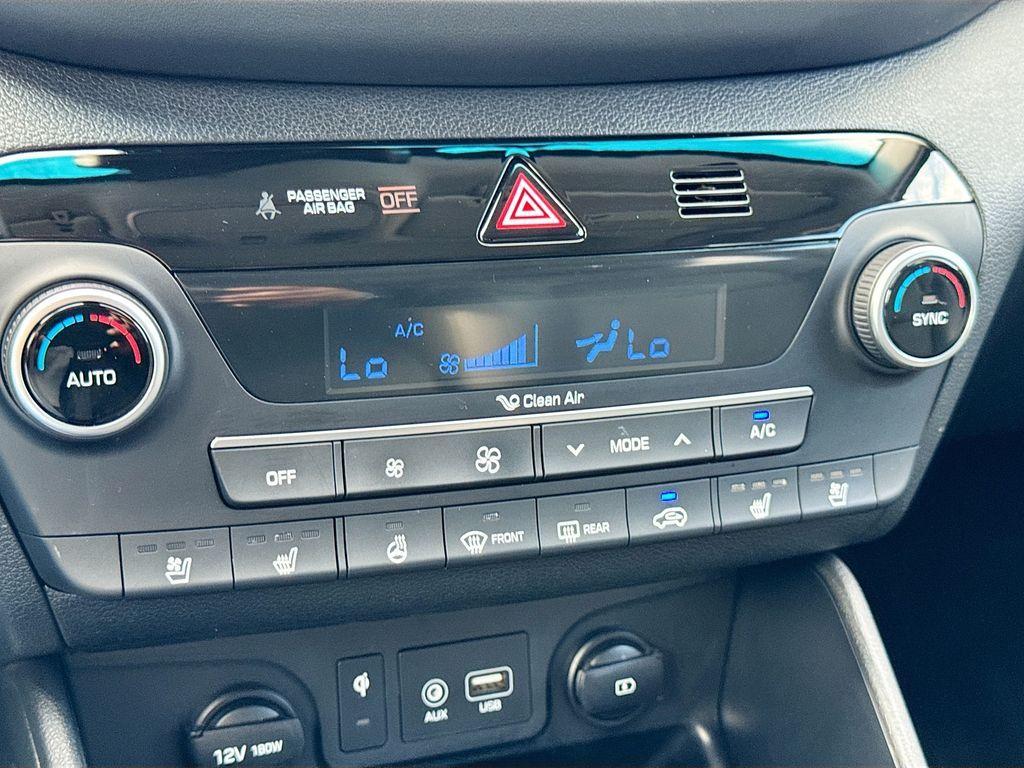 PASSENGER
AIR BAG
OFF
A/C
Lo
Lo
Clean Air
AUTO
SYNC
OFF
MODE
A/C
FRONT
REAR
AUX
USB
12V 180W